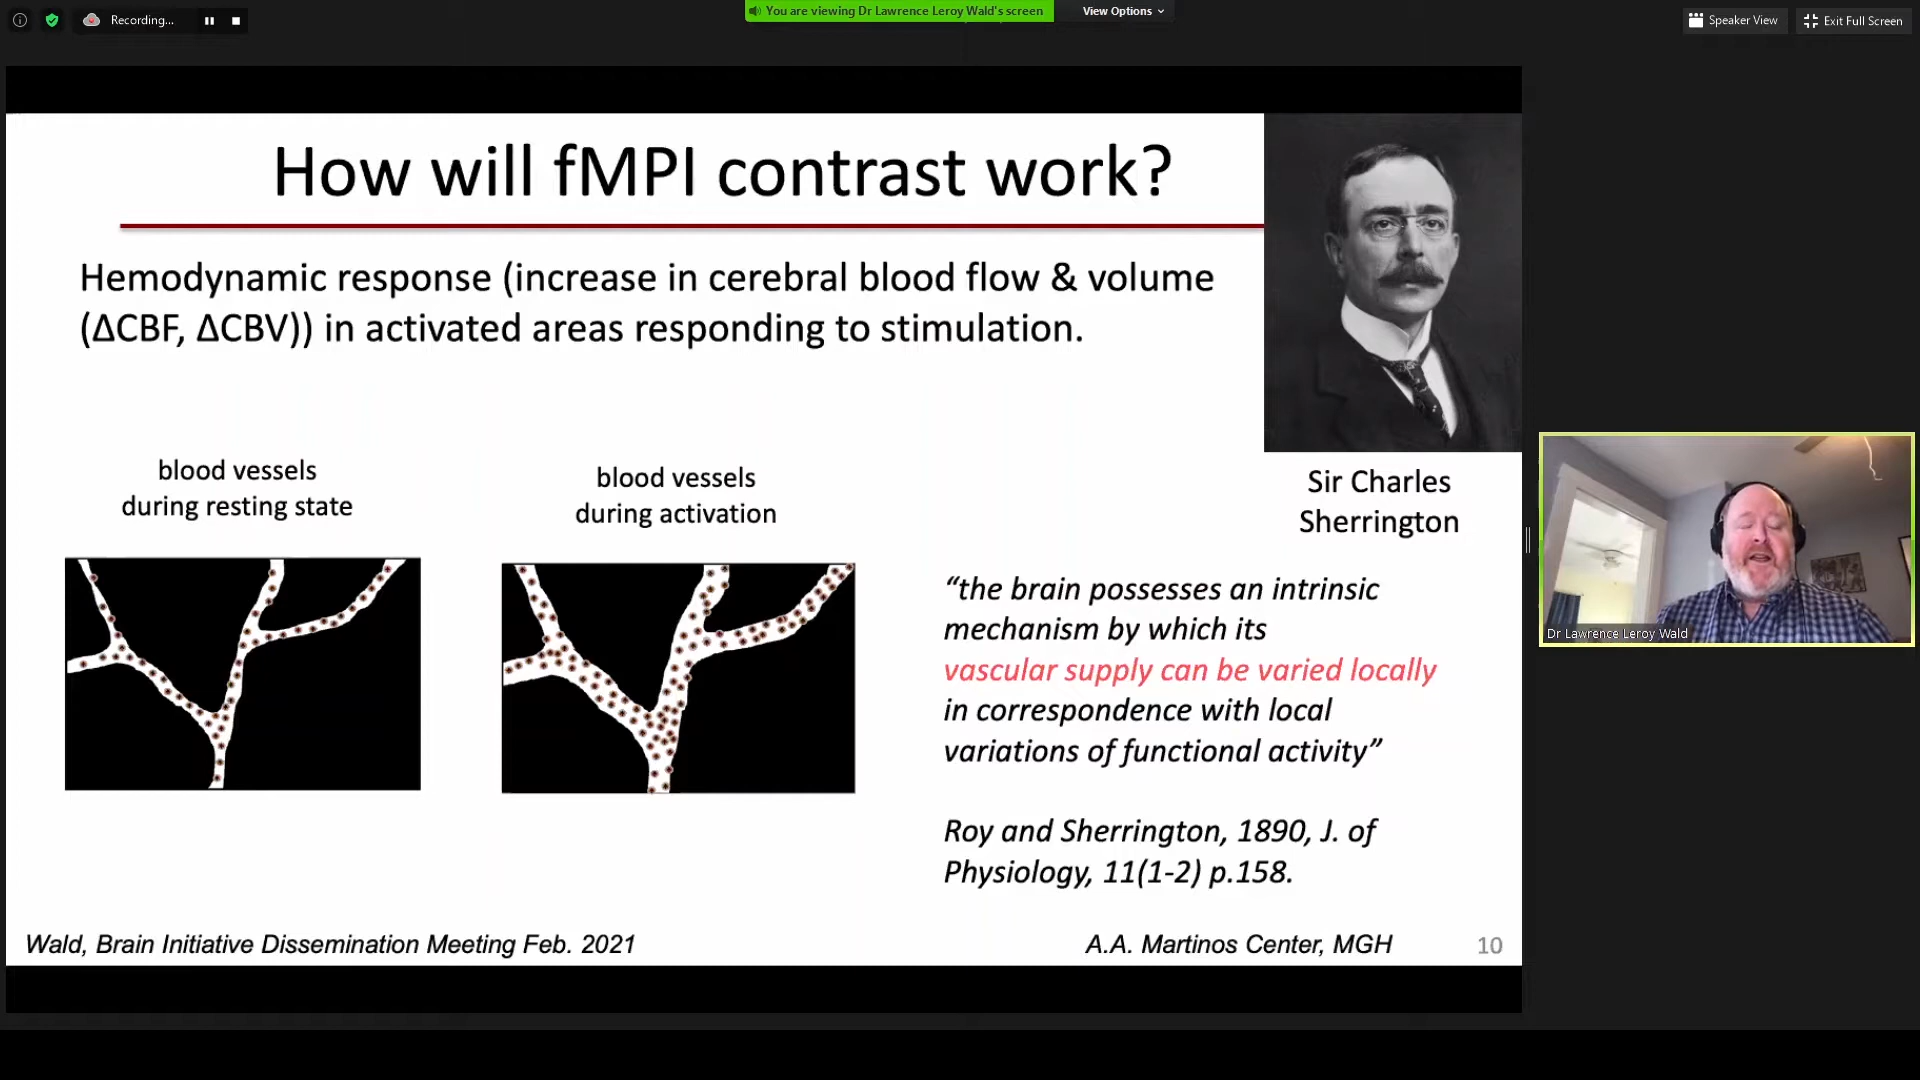 Recording...
You are viewing Dr Lawrence Leroy Wald's screen
View Options
Speaker View
Exit Full Screen
How will fMPI contrast work?
Hemodynamic response (increase in cerebral blood flow & volume
(ΔCBF, ΔCBV)) in activated areas responding to stimulation.
blood vessels
during resting state
blood vessels
during activation
Sir Charles
Sherrington
“the brain possesses an intrinsic
mechanism by which its
vascular supply can be varied locally
in correspondence with local
variations of functional activity”
Roy and Sherrington, 1890, J. of
Physiology, 11(1-2) p.158.
Wald, Brain Initiative Dissemination Meeting Feb. 2021
A.A. Martinos Center, MGH
10
Dr Lawrence Leroy Wald